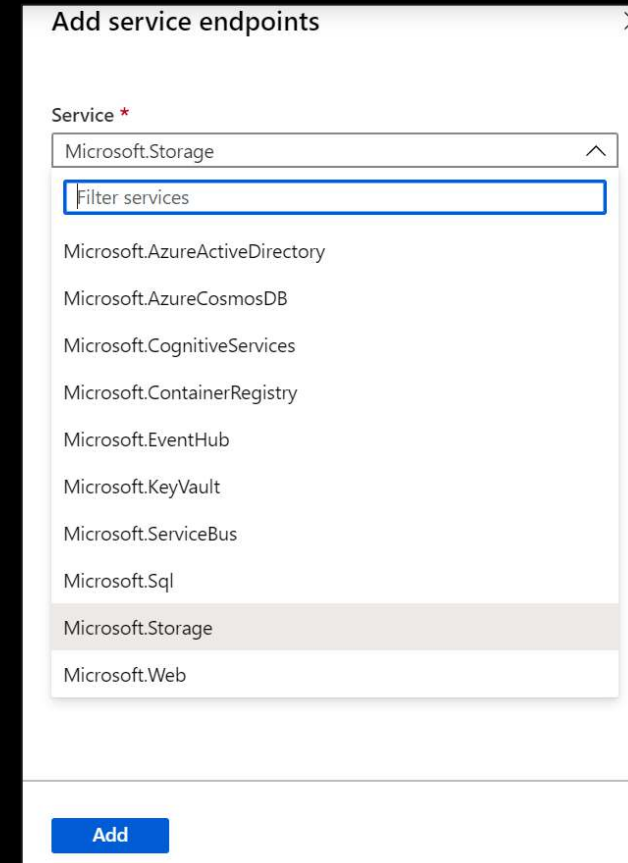 Add service endpoints
Service *
Microsoft.Storage
Filter services
Microsoft.AzureActiveDirectory
Microsoft.AzureCosmosDB
Microsoft.CognitiveServices
Microsoft.ContainerRegistry
Microsoft.EventHub
Microsoft.KeyVault
Microsoft.ServiceBus
Microsoft.Sql
Microsoft.Storage
Microsoft.Web
Add